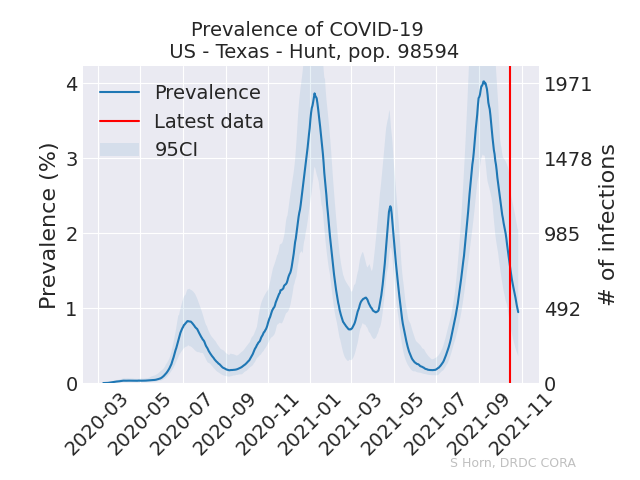 Prevalence of COVID-19
US - Texas - Hunt, pop. 98594
Prevalence
Latest data
95CI
Prevalence (%)
4
3
2
1
0
1971
1478
985
492
0
# of infections
2020-03
2020-05
2020-07
2020-09
2020-11
2021-01
2021-03
2021-05
2021-07
2021-09
2021-11
S Horn, DRDC CORA